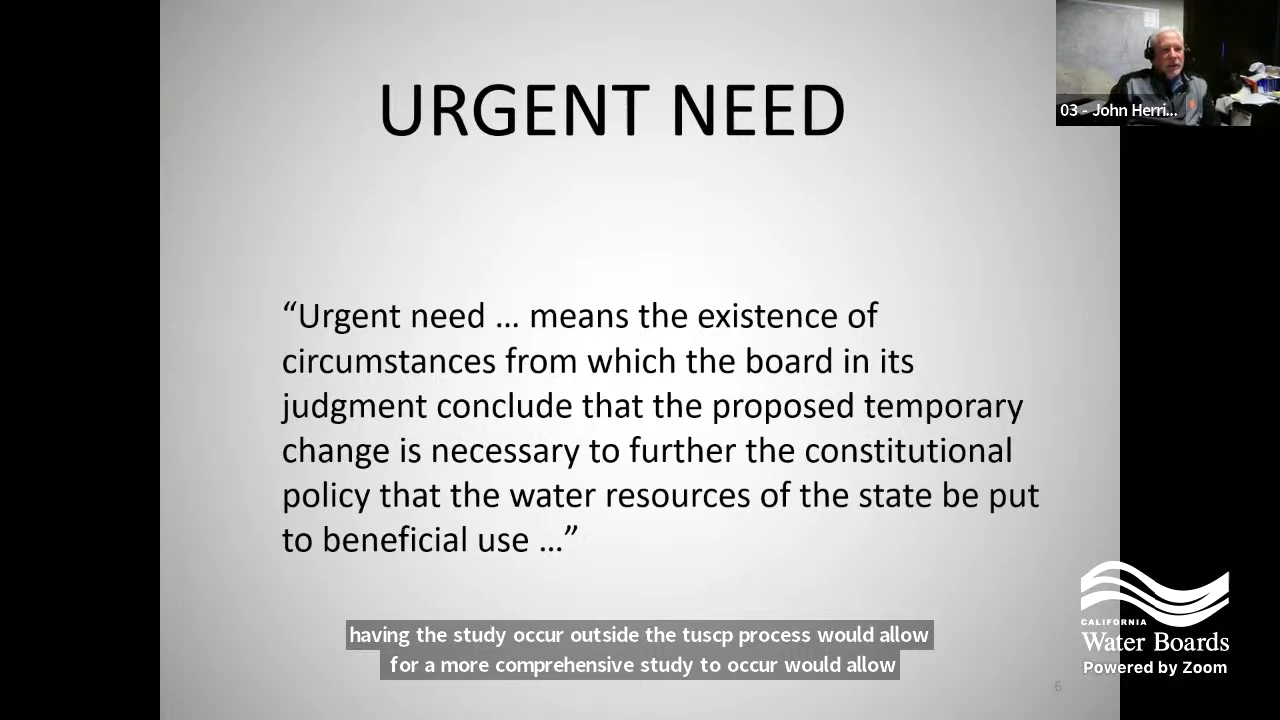 URGENT NEED
03 - John Herri...
“Urgent need ... means the existence of
circumstances from which the board in its
judgment conclude that the proposed temporary
change is necessary to further the constitutional
policy that the water resources of the state be put
to beneficial use ...”
having the study occur outside the tuscp process would allow
for a more comprehensive study to occur would allow
CALIFORNIA
Water Boards
Powered by Zoom
6